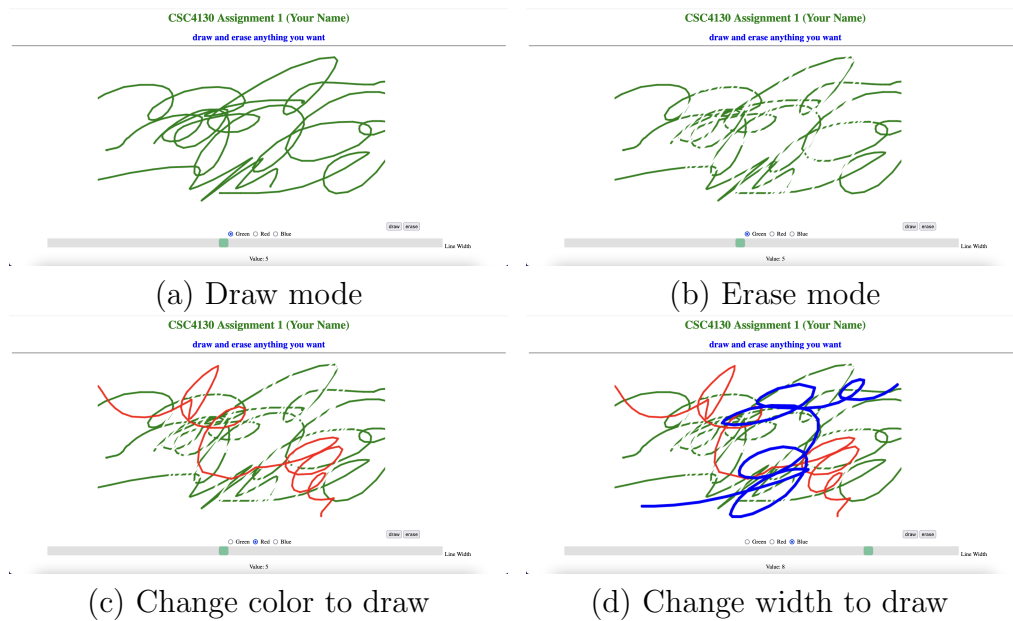 CSC4130 Assignment 1 (Your Name)
draw and erase anything you want
draw erase
Green Red Blue
Line Width
Value: 5
(a) Draw mode
CSC4130 Assignment 1 (Your Name)
draw and erase anything you want
draw erase
Green Red Blue
Line Width
Value: 5
(b) Erase mode
CSC4130 Assignment 1 (Your Name)
draw and erase anything you want
draw erase
Green Red Blue
Line Width
Value: 5
(c) Change color to draw
CSC4130 Assignment 1 (Your Name)
draw and erase anything you want
draw erase
Green Red Blue
Line Width
Value: 8
(d) Change width to draw